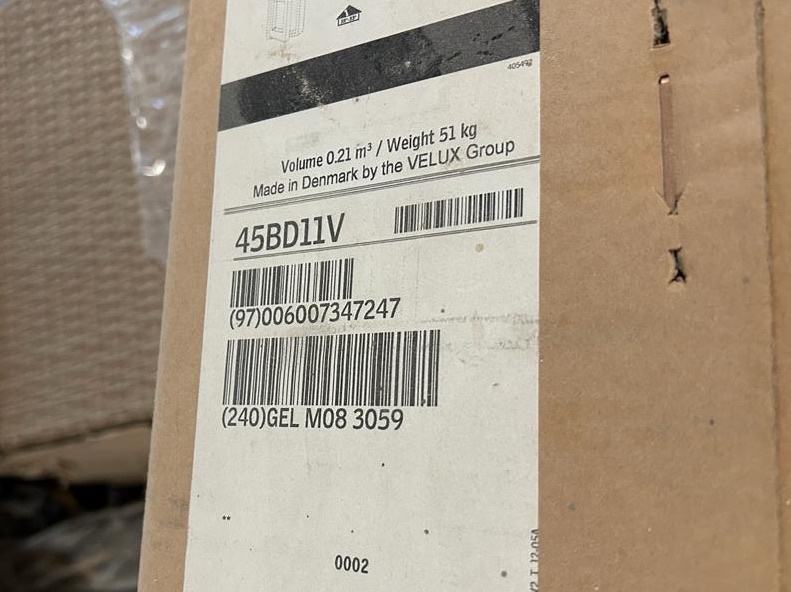 405492
Volume 0.21 m³ / Weight 51 kg
Made in Denmark by the VELUX Group
45BD11V
(97)006007347247
(240)GEL M08 3059
**
0002